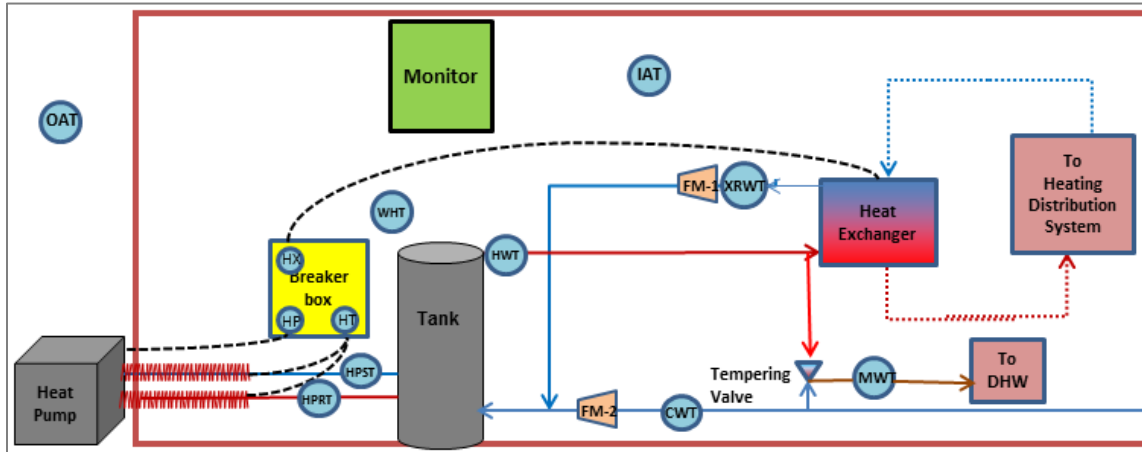 Monitor
IAT
OAT
To
Heating
Distribution
System
FM-1
XRWT
Heat
Exchanger
WHT
HWT
HX
Breaker
box
HP
HT
Tank
Heat
Pump
HPST
HPRT
Tempering
Valve
MWT
To
DHW
FM-2
CWT